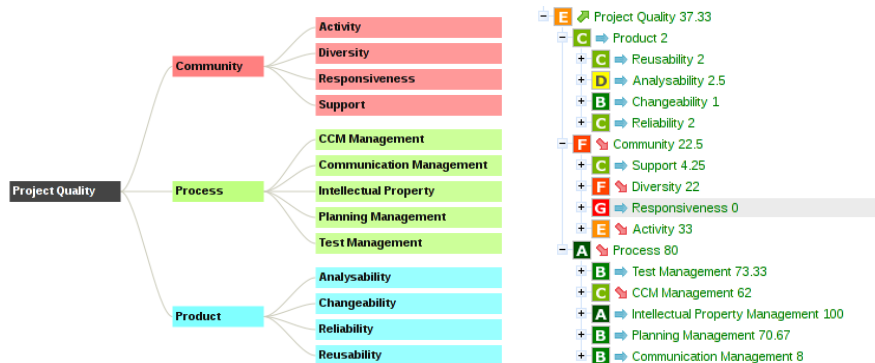 Project Quality
Community
Activity
Diversity
Responsiveness
Support
Process
CCM Management
Communication Management
Intellectual Property
Planning Management
Test Management
Product
Analysability
Changeability
Reliability
Reusability
E Project Quality 37.33
C Product 2
C Reusability 2
D Analysability 2.5
B Changeability 1
C Reliability 2
F Community 22.5
C Support 4.25
F Diversity 22
G Responsiveness 0
E Activity 33
A Process 80
B Test Management 73.33
C CCM Management 62
A Intellectual Property Management 100
B Planning Management 70.67
B Communication Management 8